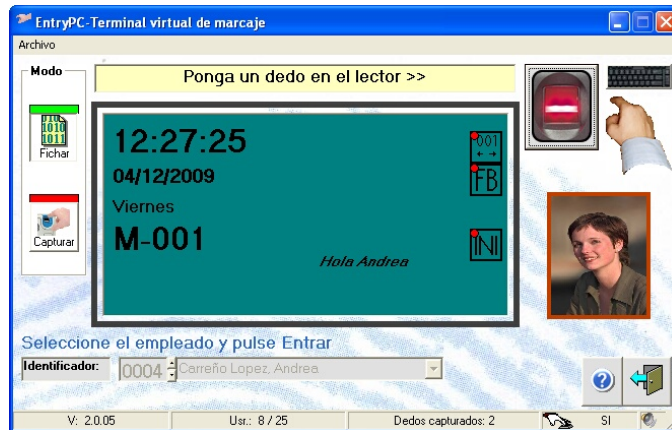 EntryPC-Terminal virtual de marcaje
Archivo
Modo
Ponga un dedo en el lector >>
1010
1011
Fichar
Capturar
12:27:25
04/12/2009
Viernes
M-001
Hola Andrea
001
FB
INI
Seleccione el empleado y pulse Entrar
Identificador:
0004
Carreño Lopez, Andrea
V: 2.0.05
Usr.: 8 / 25
Dedos capturados: 2
SI